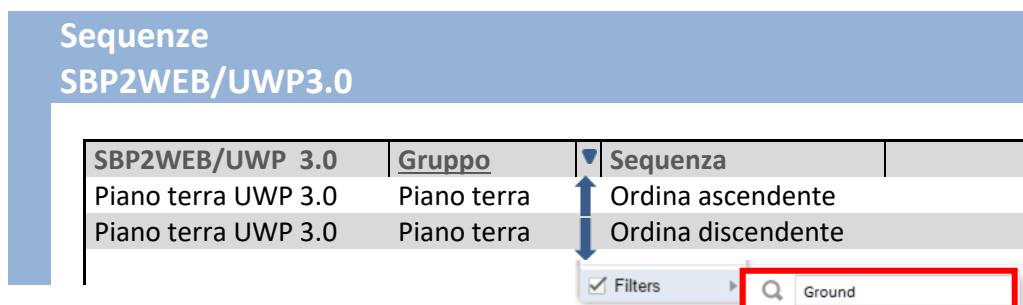 Sequenze
SBP2WEB/UWP3.0
SBP2WEB/UWP 3.0 Gruppo Sequenza
Piano terra UWP 3.0 Piano terra Ordina ascendente
Piano terra UWP 3.0 Piano terra Ordina discendente
Filters Ground